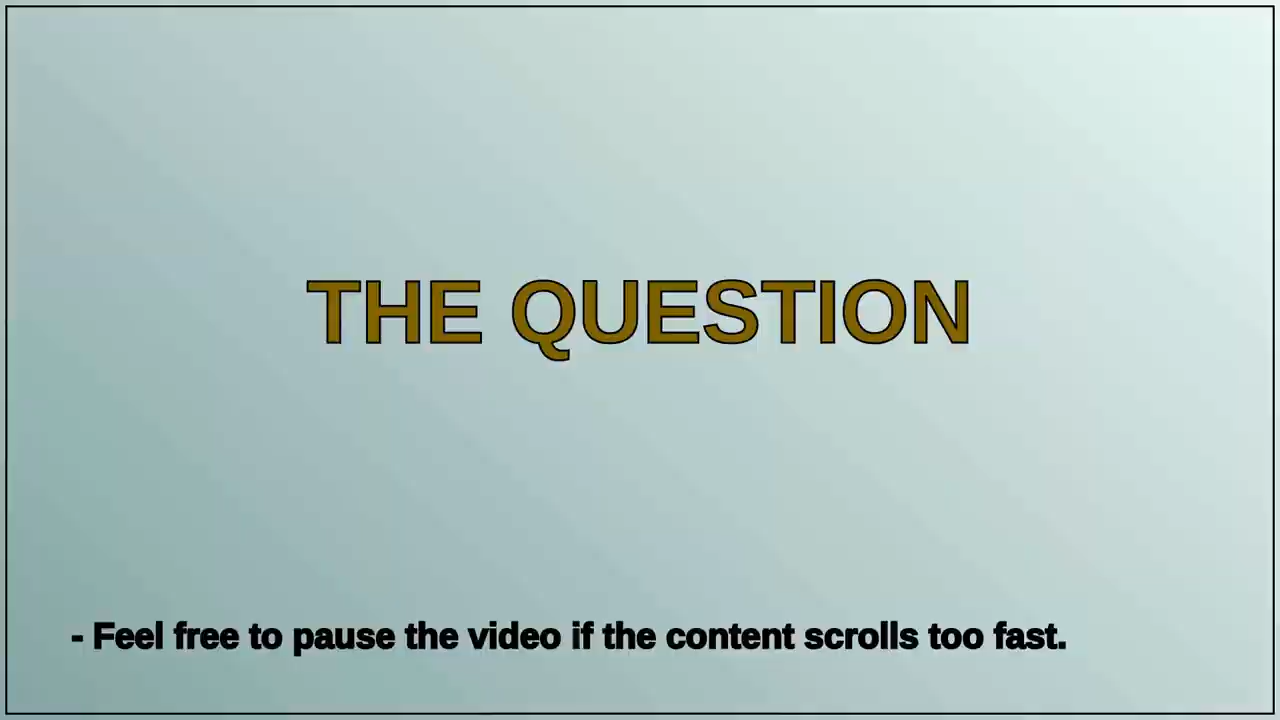 THE QUESTION
- Feel free to pause the video if the content scrolls too fast.